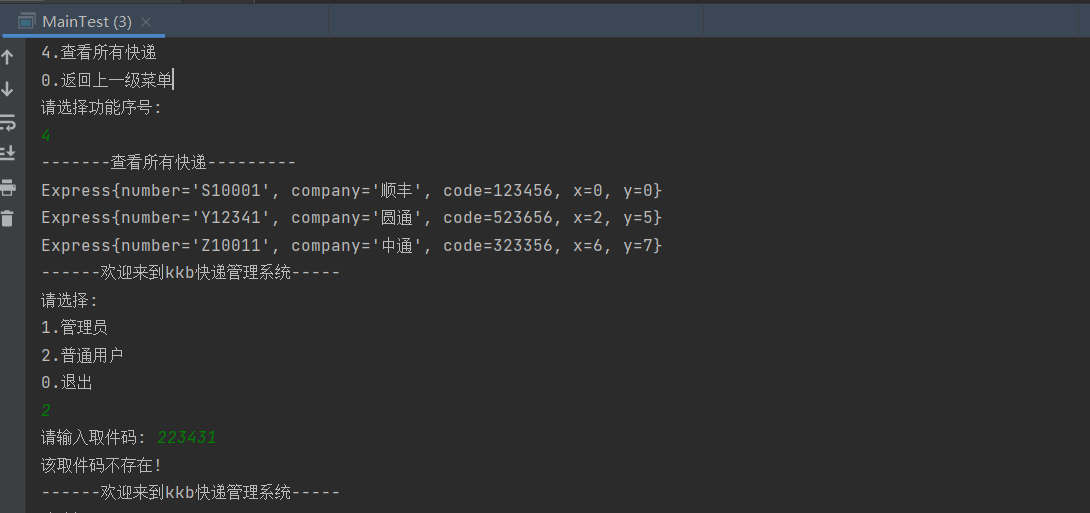 MainTest (3)
4.查看所有快递
0.返回上一级菜单
请选择功能序号:
4
-------查看所有快递---------
Express{number='S10001', company='顺丰', code=123456, x=0, y=0}
Express{number='Y12341', company='圆通', code=523656, x=2, y=5}
Express{number='Z10011', company='中通', code=323356, x=6, y=7}
------欢迎来到kkb快递管理系统-----
请选择:
1.管理员
2.普通用户
0.退出
2
请输入取件码: 223431
该取件码不存在!
------欢迎来到kkb快递管理系统-----